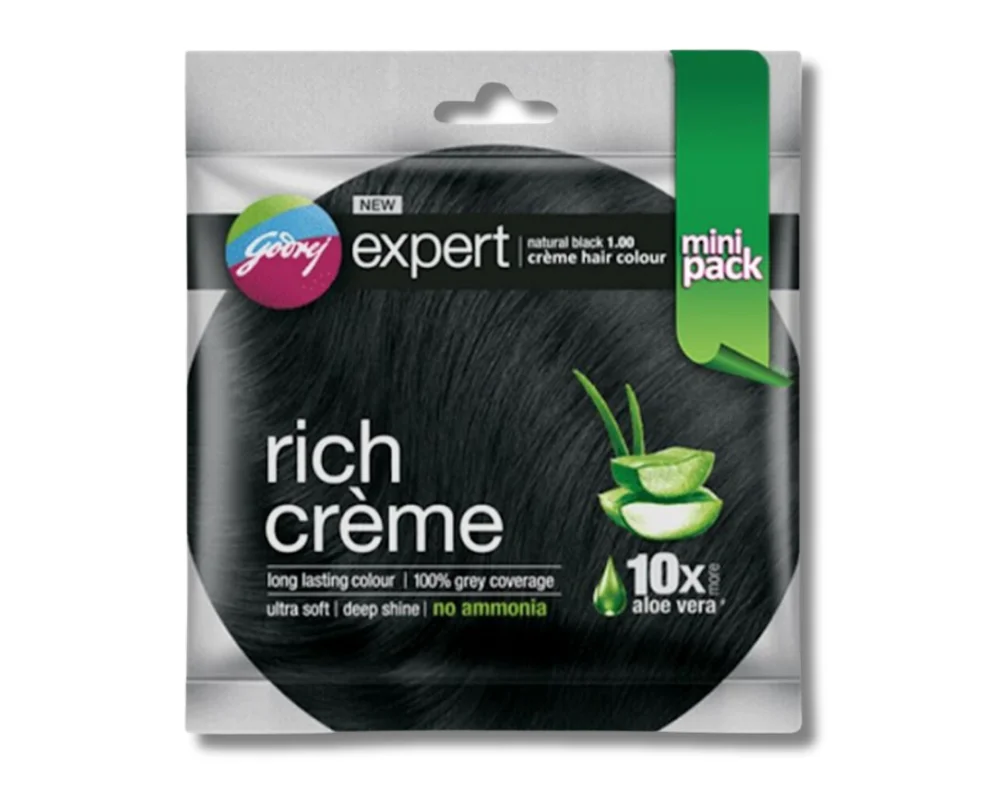 NEW
Godrej
expert
natural black 1.00
crème hair colour
mini
pack
rich
crème
long lasting colour | 100% grey coverage
ultra soft | deep shine | no ammonia
10x more
aloe vera*